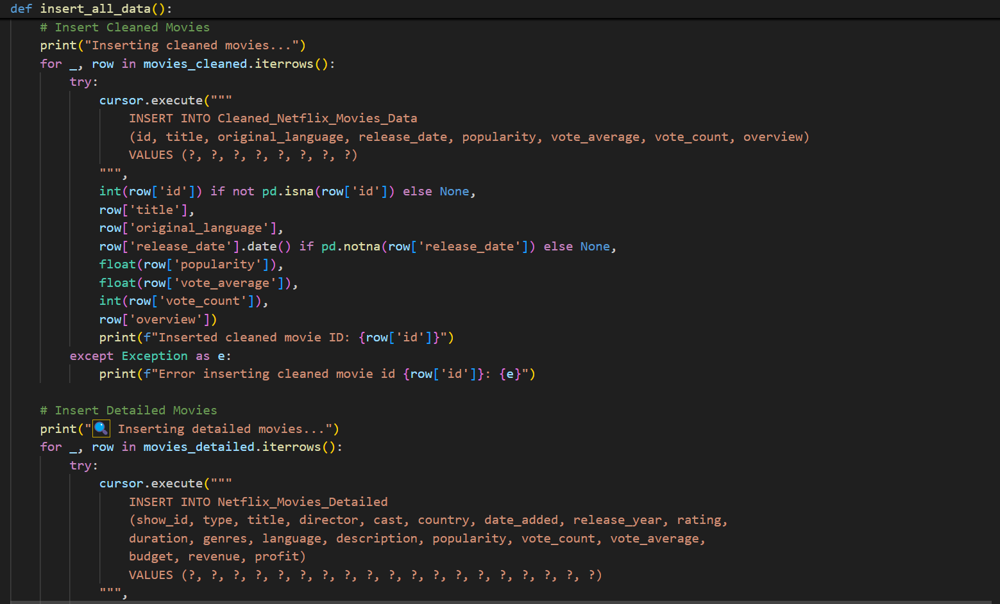 def insert_all_data():
    # Insert Cleaned Movies
    print("Inserting cleaned movies...")
    for _, row in movies_cleaned.iterrows():
        try:
            cursor.execute("""
                INSERT INTO Cleaned_Netflix_Movies_Data
                (id, title, original_language, release_date, popularity, vote_average, vote_count, overview)
                VALUES (?, ?, ?, ?, ?, ?, ?, ?)
            """,
            int(row['id']) if not pd.isna(row['id']) else None,
            row['title'],
            row['original_language'],
            row['release_date'].date() if pd.notna(row['release_date']) else None,
            float(row['popularity']),
            float(row['vote_average']),
            int(row['vote_count']),
            row['overview'])
            print(f"Inserted cleaned movie ID: {row['id']}")
        except Exception as e:
            print(f"Error inserting cleaned movie id {row['id']}: {e}")
    # Insert Detailed Movies
    print("🔍 Inserting detailed movies...")
    for _, row in movies_detailed.iterrows():
        try:
            cursor.execute("""
                INSERT INTO Netflix_Movies_Detailed
                (show_id, type, title, director, cast, country, date_added, release_year, rating,
                duration, genres, language, description, popularity, vote_count, vote_average,
                budget, revenue, profit)
                VALUES (?, ?, ?, ?, ?, ?, ?, ?, ?, ?, ?, ?, ?, ?, ?, ?, ?, ?, ?)
            """,